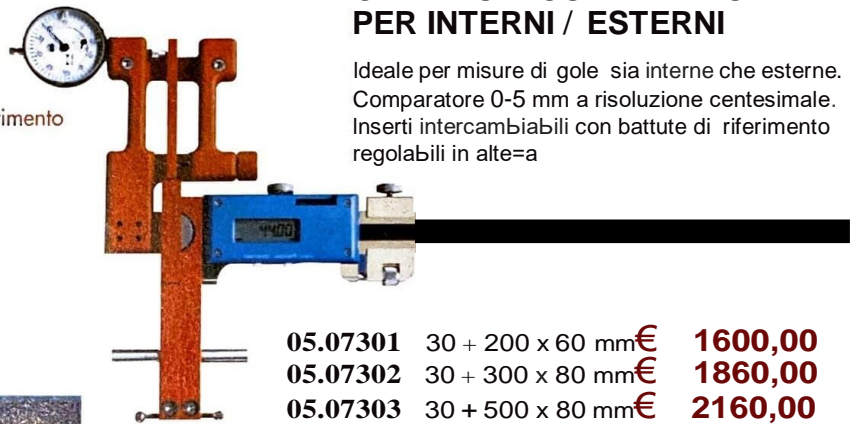 PER INTERNI / ESTERNI
Ideale per misure di gole sia interne che esterne.
Comparatore 0-5 mm a risoluzione centesimale.
Inserti intercamЬiaЬili con battute di riferimento
regolaЬili in alte=a
imento
44.00
05.07301 30 + 200 x 60 mm€ 1600,00
05.07302 30 + 300 x 80 mm€ 1860,00
05.07303 30 + 500 x 80 mm€ 2160,00